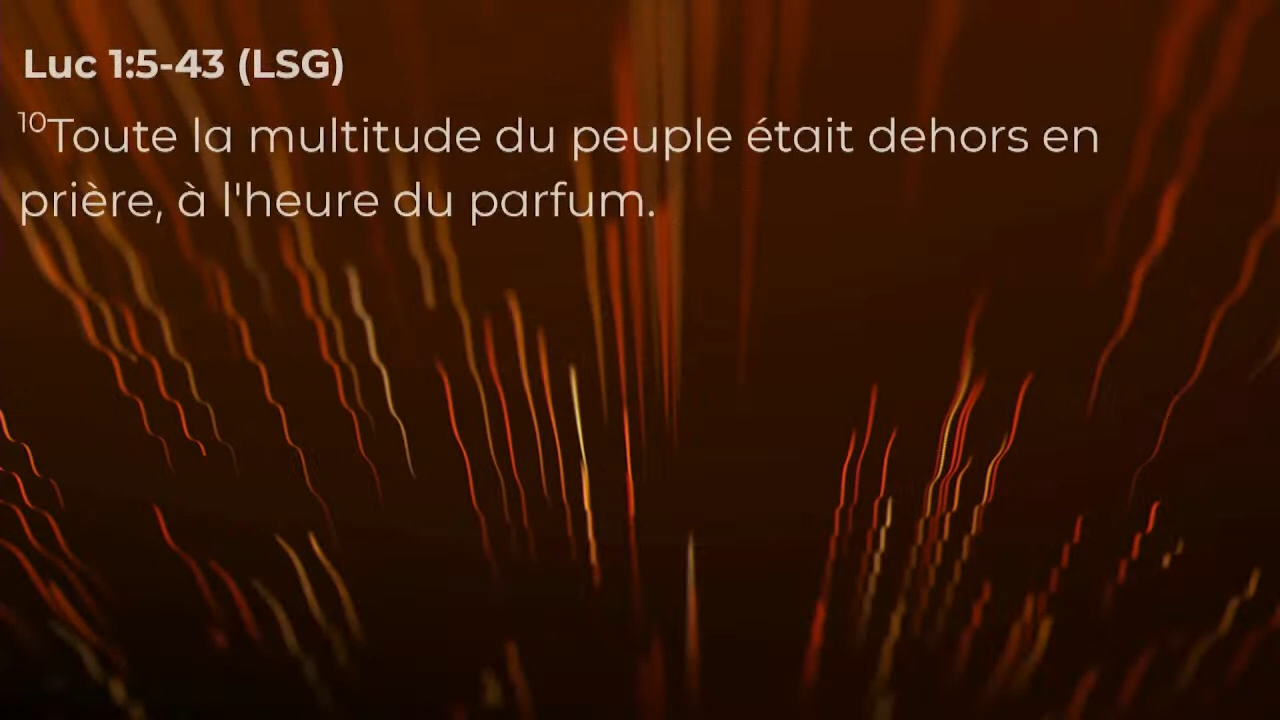 Luc 1:5-43 (LSG)
¹⁰Toute la multitude du peuple était dehors en
prière, à l'heure du parfum.